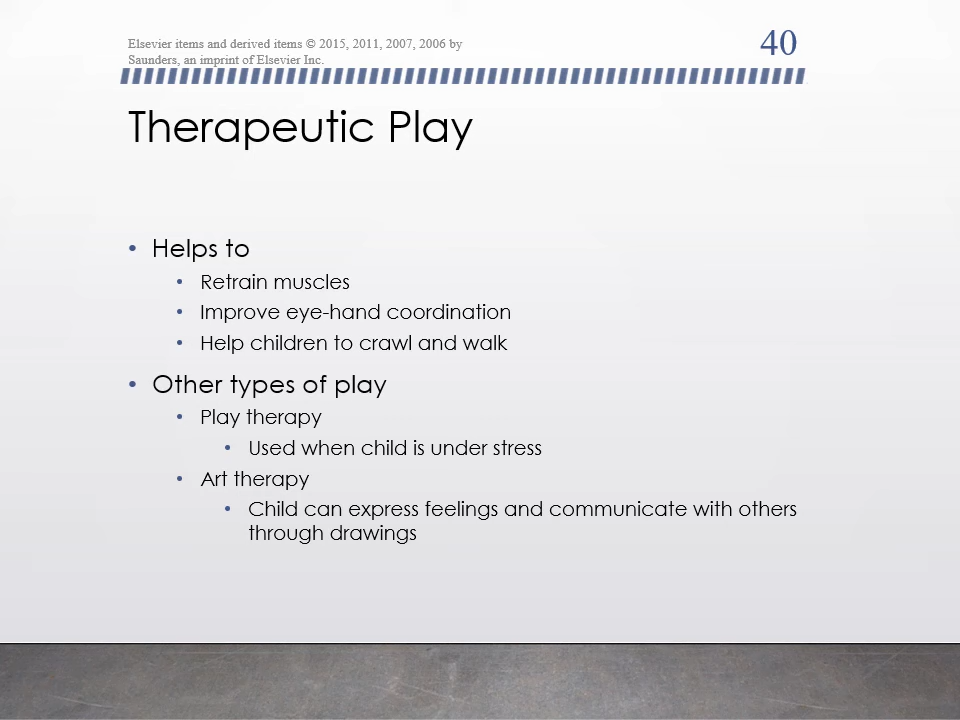 Elsevier items and derived items © 2015, 2011, 2007, 2006 by
Saunders, an imprint of Elsevier Inc.
40
Therapeutic Play
• Helps to
• Retrain muscles
• Improve eye-hand coordination
• Help children to crawl and walk
• Other types of play
• Play therapy
• Used when child is under stress
• Art therapy
• Child can express feelings and communicate with others
through drawings